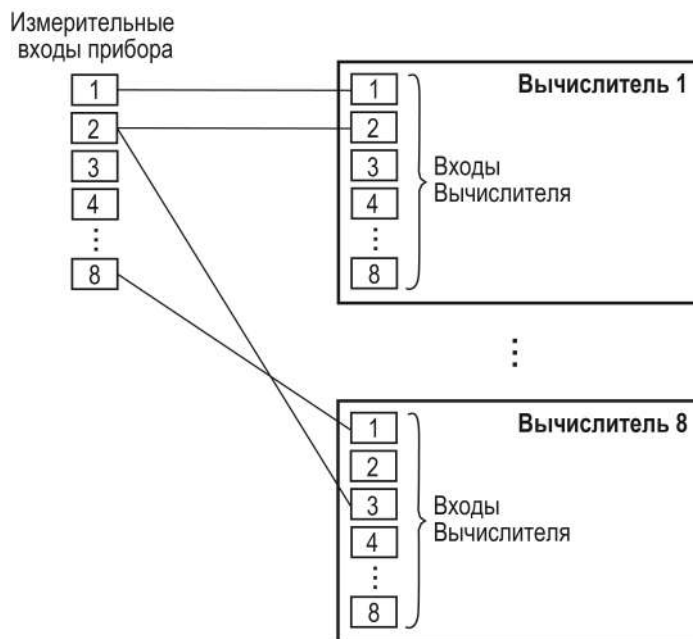 Измерительные
входы прибора
1
2
3
4
⋮
8
Вычислитель 1
1
2
3
4
⋮
8
Входы
Вычислителя
⋮
Вычислитель 8
1
2
3
4
⋮
8
Входы
Вычислителя